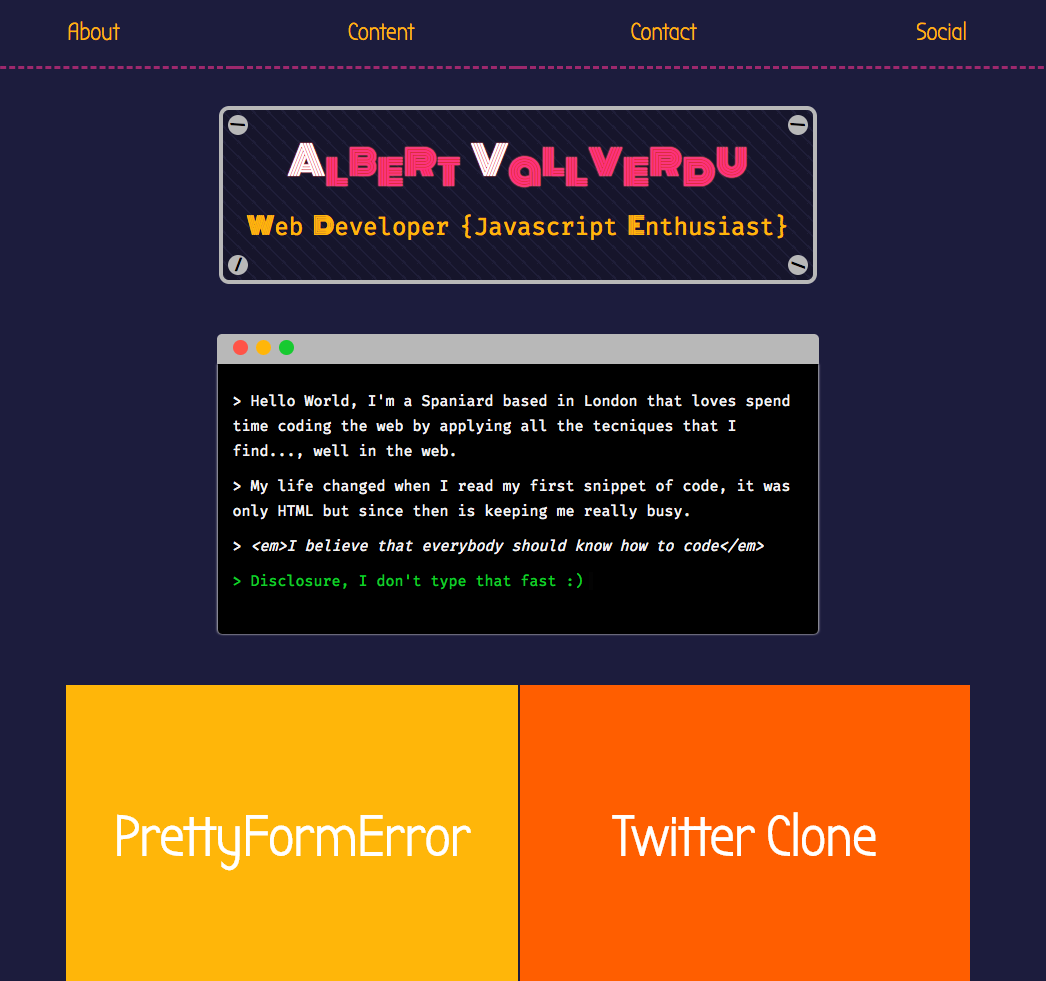 About Content Contact Social
Albert Vallverdu
Web Developer {Javascript Enthusiast}
> Hello World, I'm a Spaniard based in London that loves spend
time coding the web by applying all the tecniques that I
find..., well in the web.
> My life changed when I read my first snippet of code, it was
only HTML but since then is keeping me really busy.
> <em>I believe that everybody should know how to code</em>
> Disclosure, I don't type that fast :)
PrettyFormError Twitter Clone